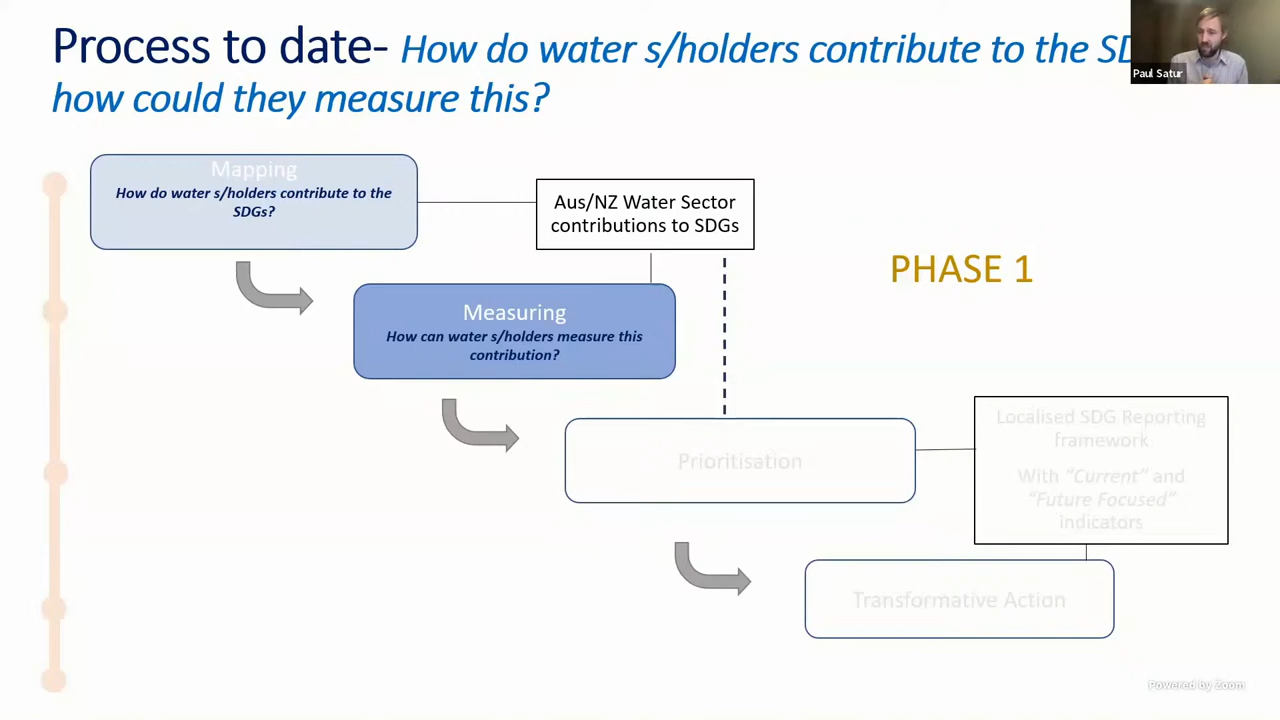 Process to date- How do water s/holders contribute to the
how could they measure this?
Paul Satur
Mapping
How do water s/holders contribute to the
SDGs?
Aus/NZ Water Sector
contributions to SDGs
PHASE 1
Measuring
How can water s/holders measure this
contribution?
Prioritisation
Localised SDG Reporting
framework
With “Current” and
“Future Focused”
indicators
Transformative Action
Powered by Zoom